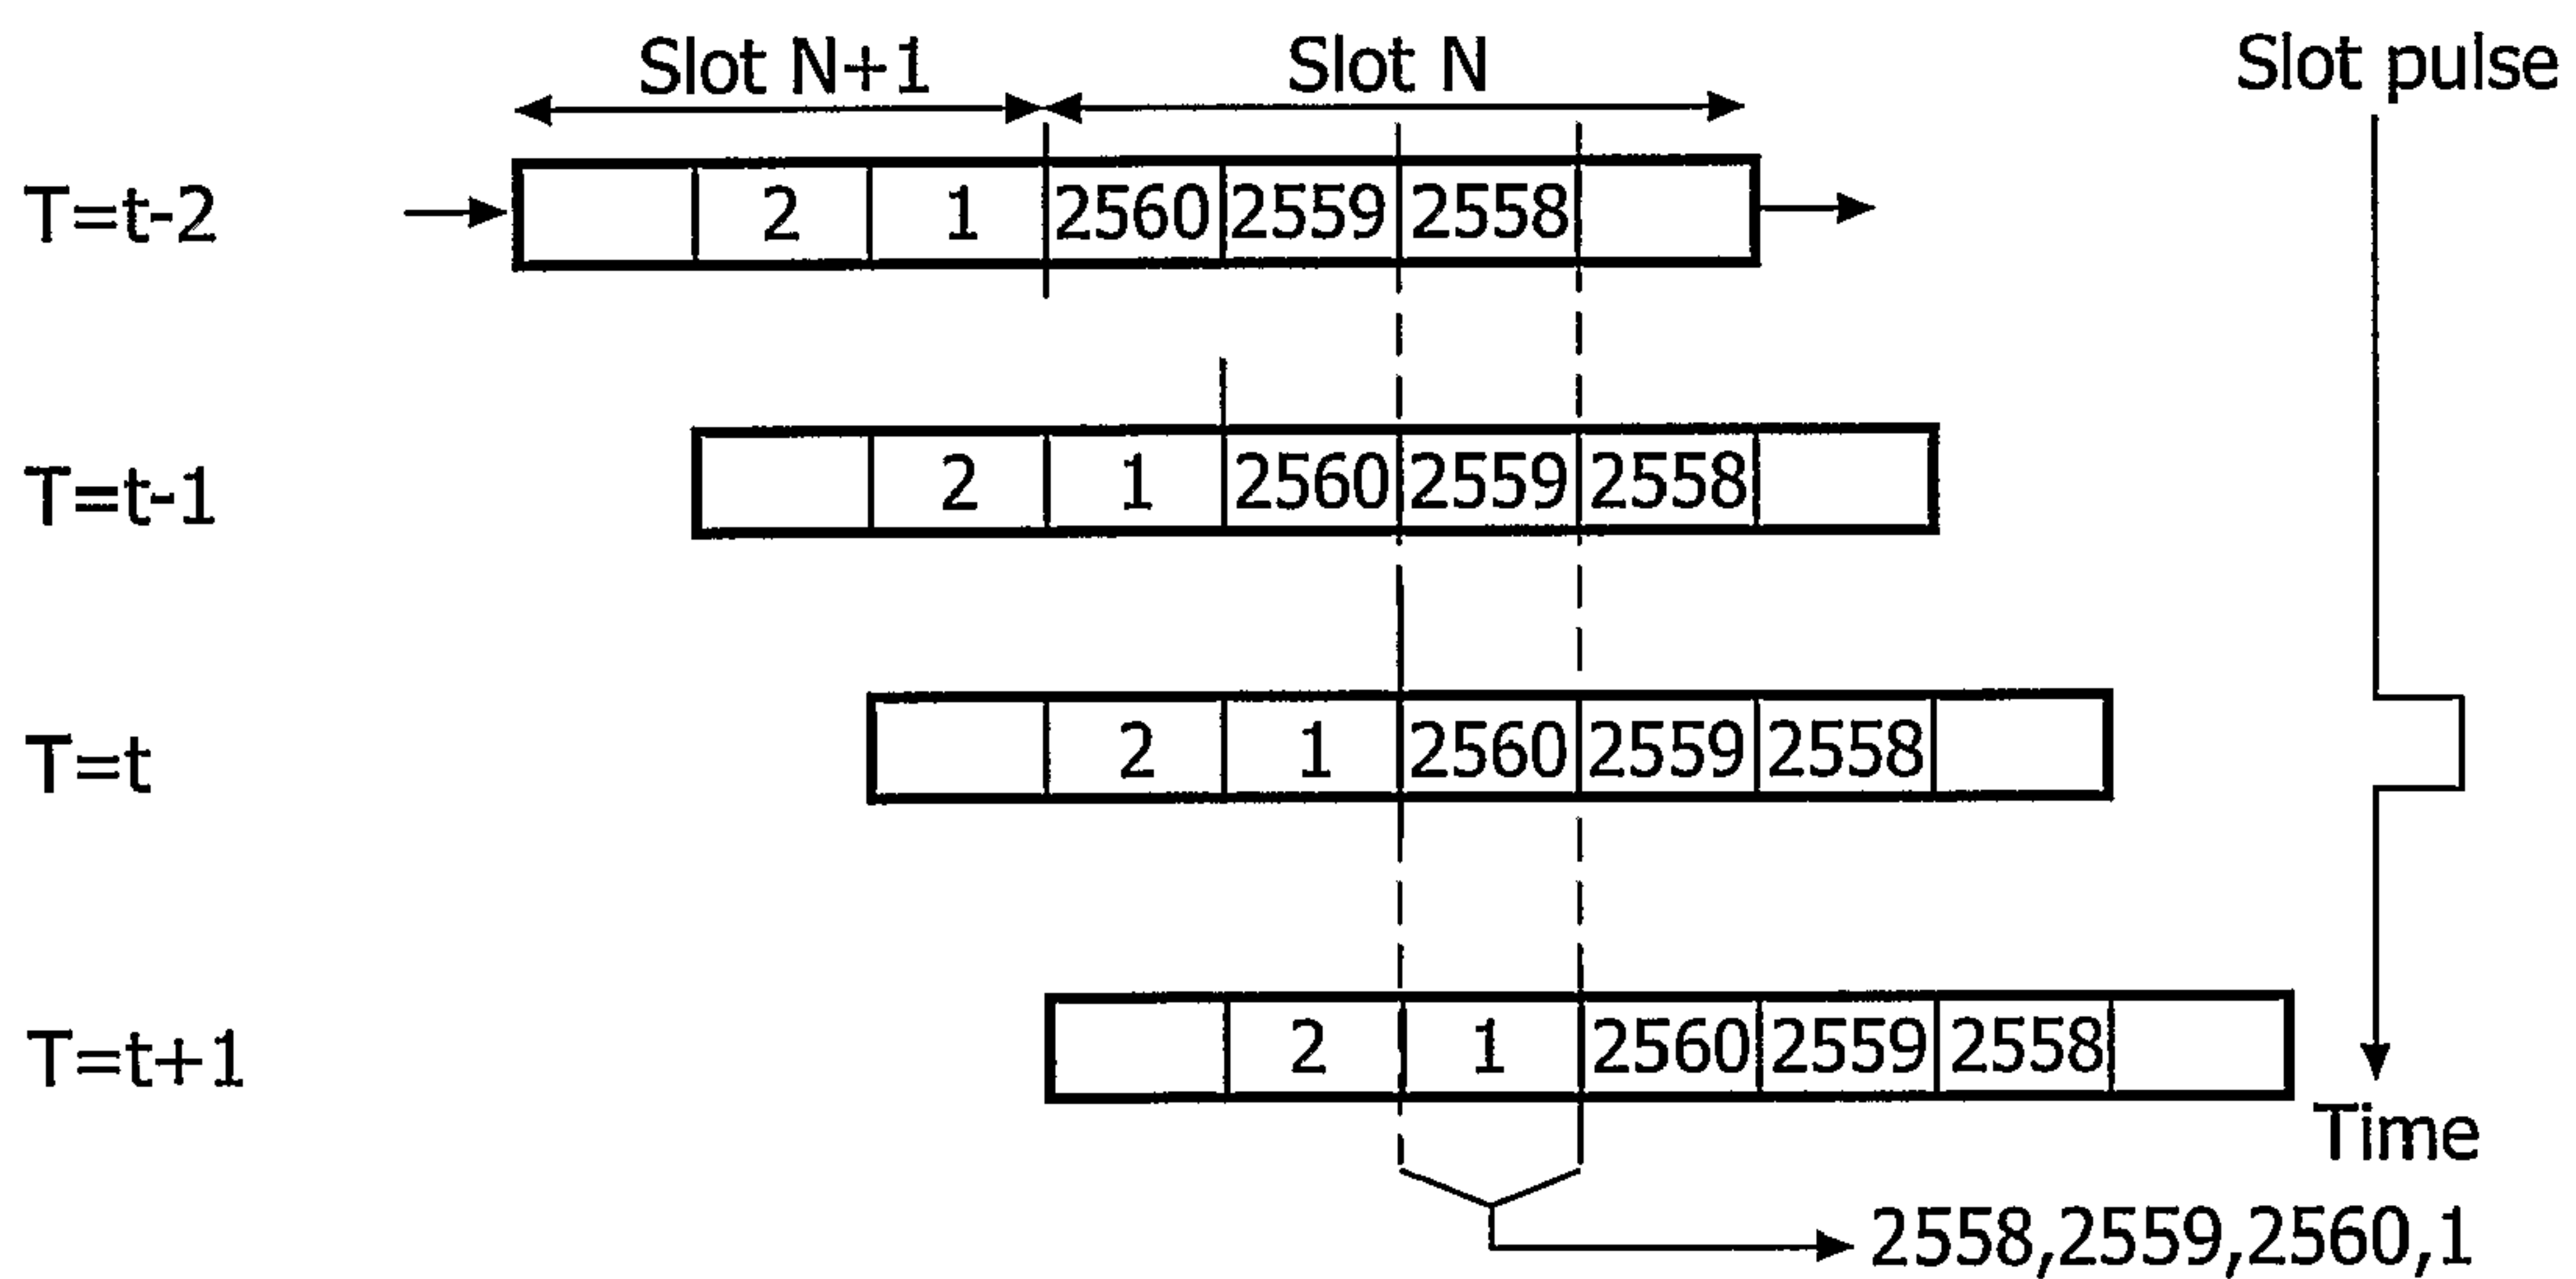 Slot N+1 Slot N Slot pulse
T=t-2 2 1 2560 2559 2558
T=t-1 2 1 2560 2559 2558
T=t 2 1 2560 2559 2558
T=t+1 2 1 2560 2559 2558
Time
2558,2559,2560,1